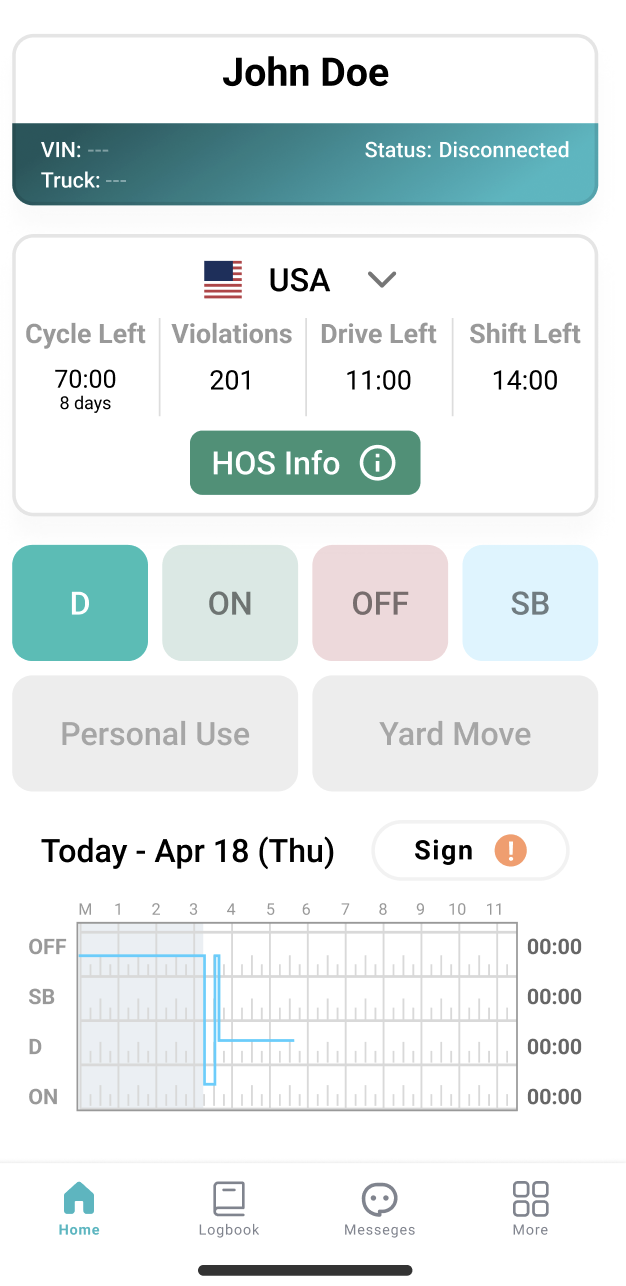 John Doe
VIN: ---
Status: Disconnected
Truck: ---
USA
Cycle Left Violations Drive Left Shift Left
70:00 201 11:00 14:00
8 days
HOS Info
D ON OFF SB
Personal Use Yard Move
Today - Apr 18 (Thu) Sign !
M 1 2 3 4 5 6 7 8 9 10 11
OFF 00:00
SB 00:00
D 00:00
ON 00:00
Home Logbook Messeges More